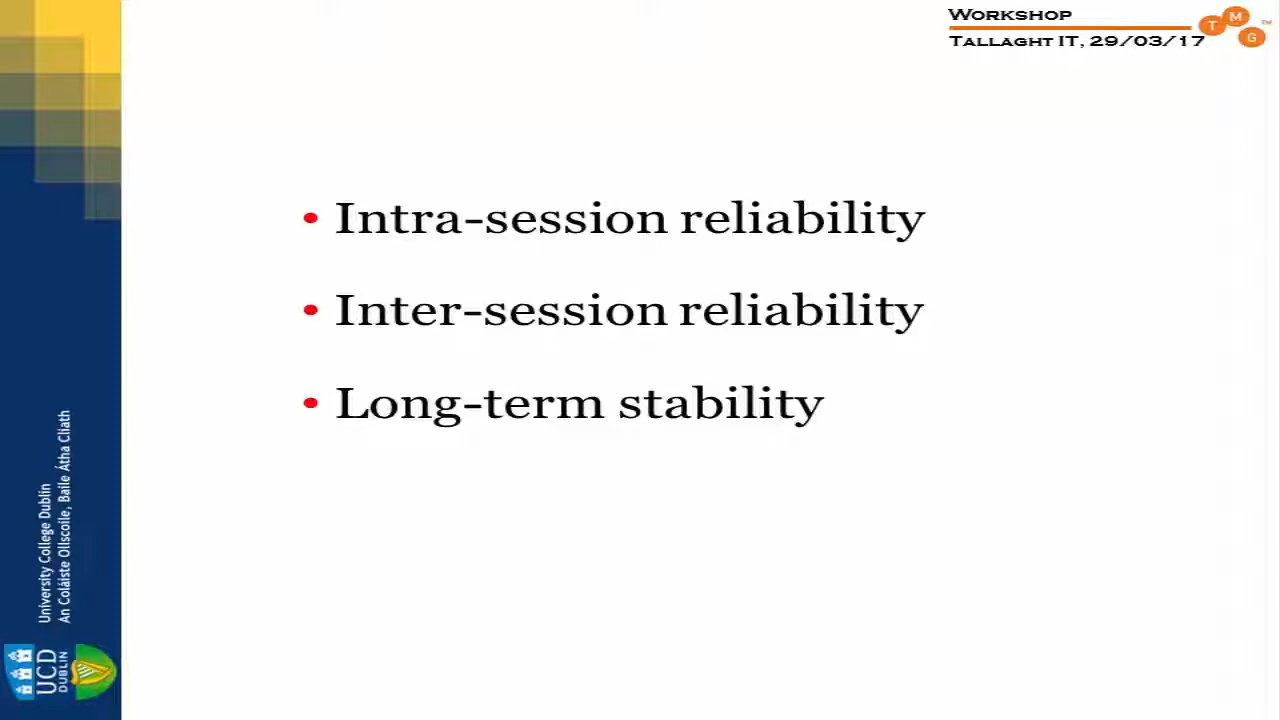 Workshop
Tallaght IT, 29/03/17
TMG™
• Intra-session reliability
• Inter-session reliability
• Long-term stability
University College Dublin
An Coláiste Ollscoile, Baile Átha Cliath
UCD
DUBLIN